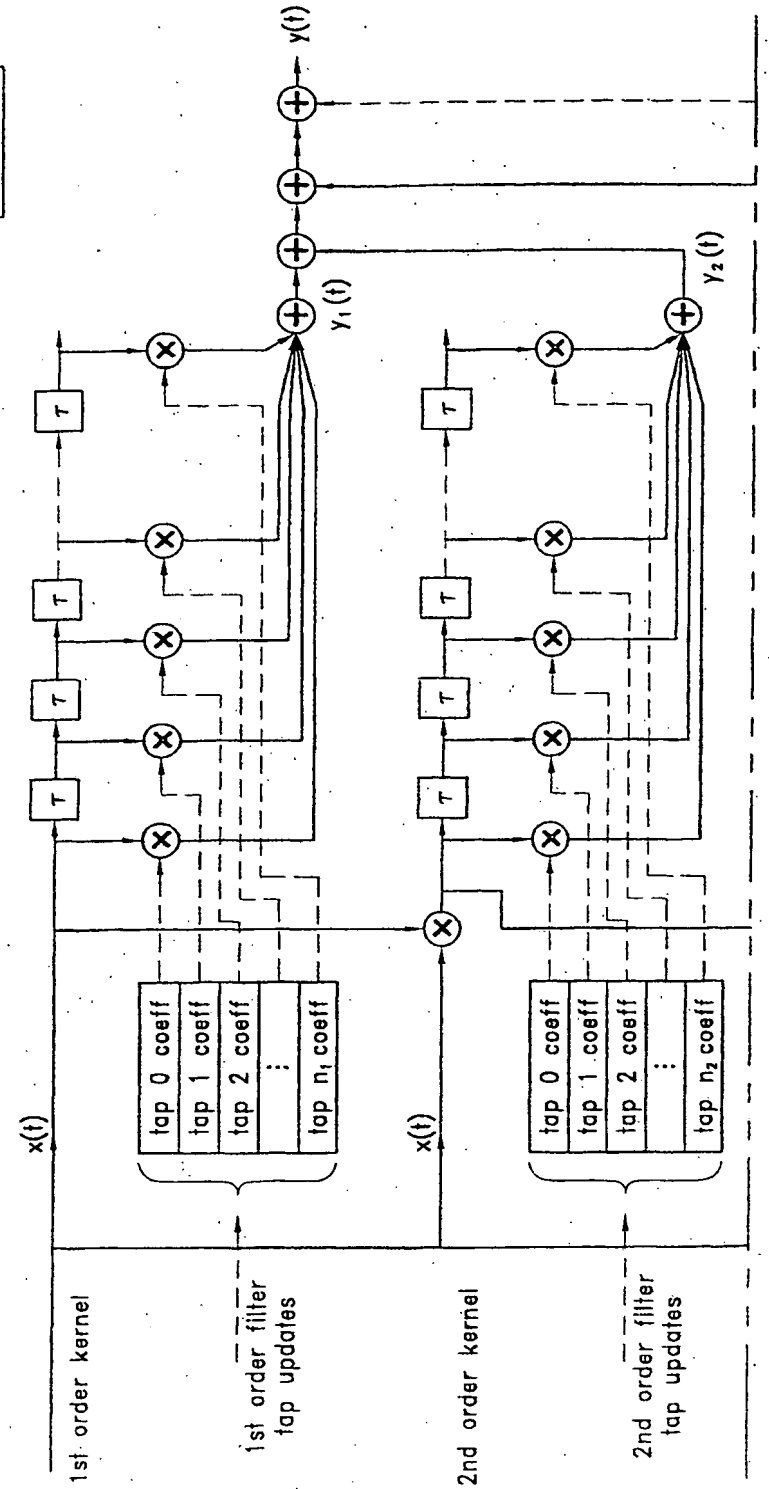 1st order kernel
x(t)
τ
τ
τ
τ
1st order filter
tap updates
tap 0 coeff
tap 1 coeff
tap 2 coeff
⋮
tap n₁ coeff
×
×
×
×
×
+
+
+
+
y₁(t)
y(t)
2nd order kernel
x(t)
×
τ
τ
τ
τ
2nd order filter
tap updates
tap 0 coeff
tap 1 coeff
tap 2 coeff
⋮
tap n₂ coeff
×
×
×
×
×
+
y₂(t)